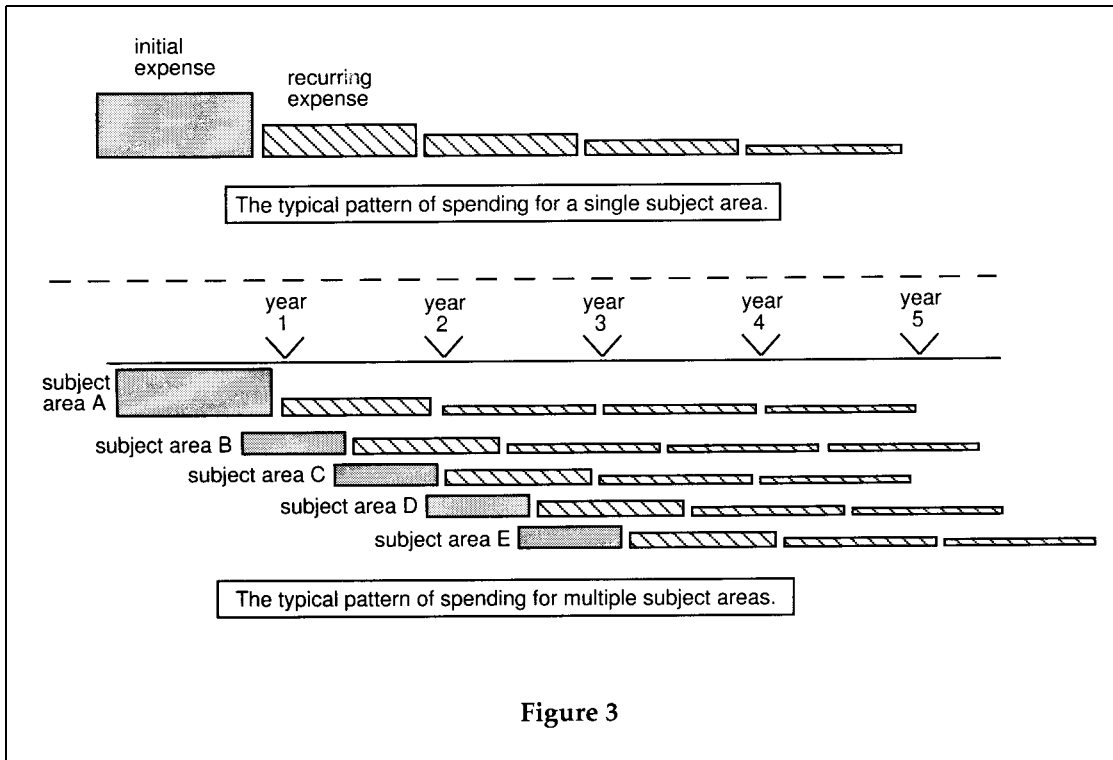 initial
expense
recurring
expense
The typical pattern of spending for a single subject area.
year
1
year
2
year
3
year
4
year
5
subject
area A
subject area B
subject area C
subject area D
subject area E
The typical pattern of spending for multiple subject areas.
Figure 3